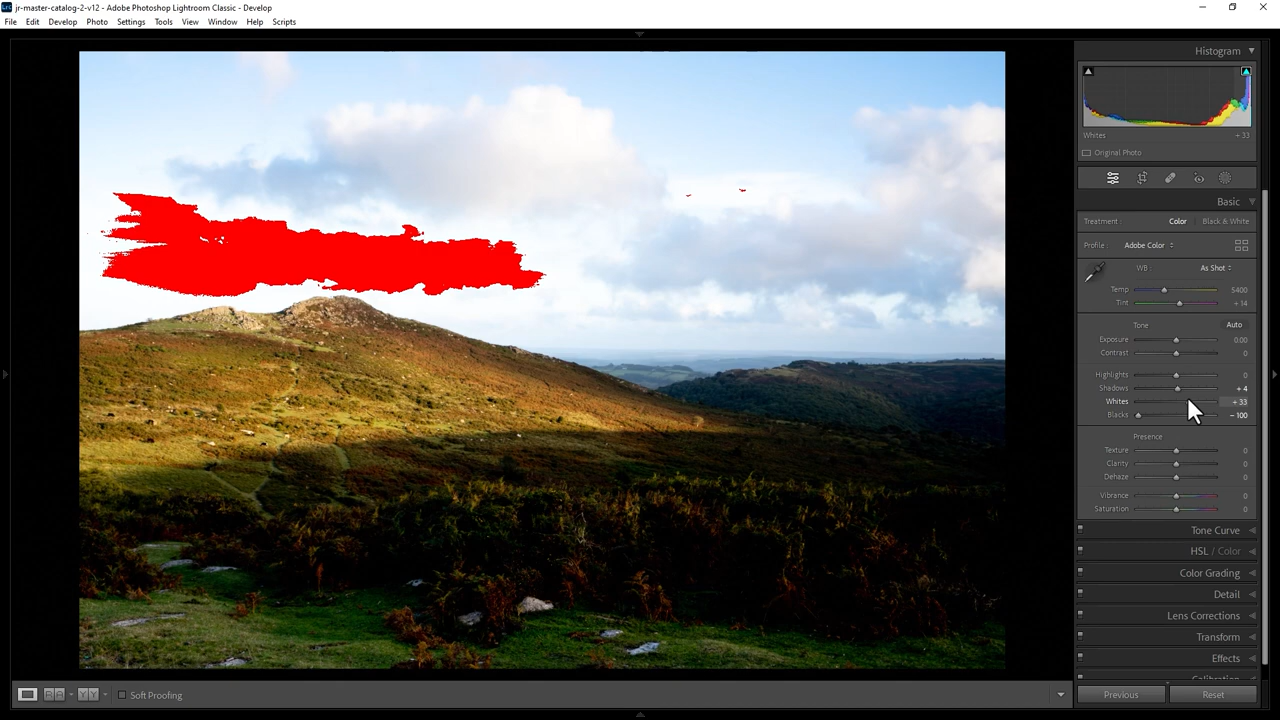 jr-master-catalog-2-v12 - Adobe Photoshop Lightroom Classic - Develop
File Edit Develop Photo Settings Tools View Window Help Scripts
Histogram
Whites + 33
Original Photo
Basic
Treatment : Color Black & White
Profile : Adobe Color
WB : As Shot
Temp 5400
Tint + 14
Tone Auto
Exposure 0.00
Contrast 0
Highlights 0
Shadows + 4
Whites + 33
Blacks − 100
Presence
Texture 0
Clarity 0
Dehaze 0
Vibrance 0
Saturation 0
Tone Curve
HSL / Color
Color Grading
Detail
Lens Corrections
Transform
Effects
Calibration
Soft Proofing
Previous Reset